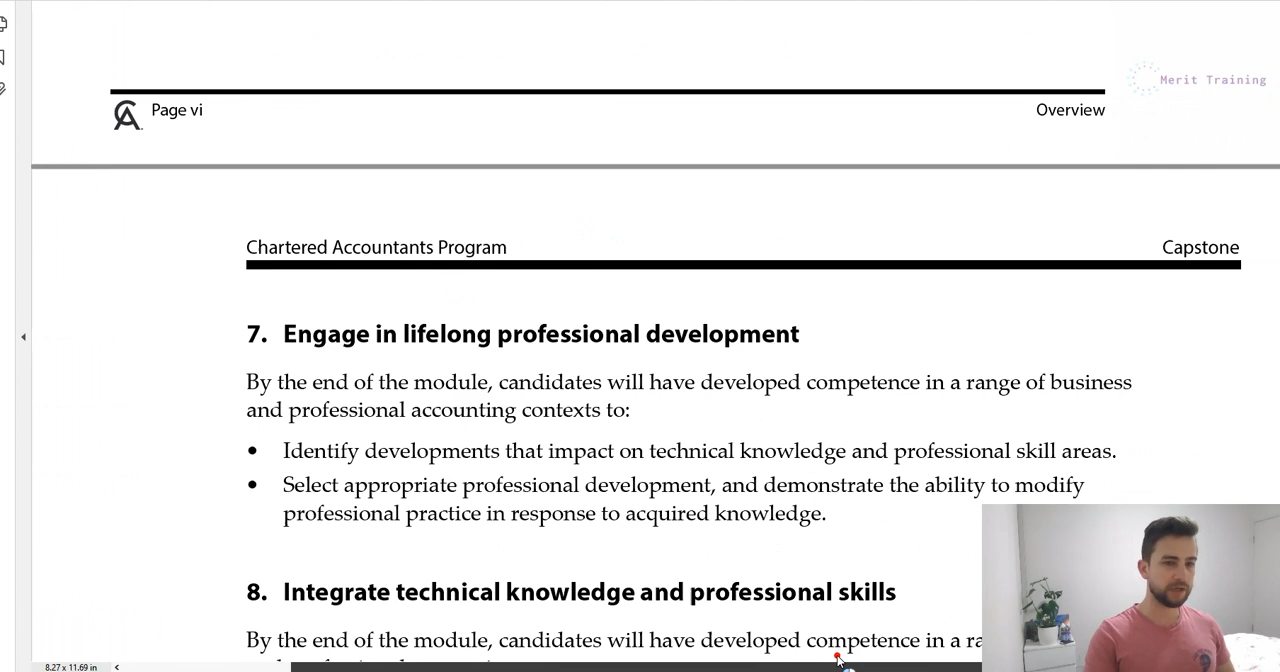 Merit Training
Page vi
Overview
Chartered Accountants Program
Capstone
7. Engage in lifelong professional development
By the end of the module, candidates will have developed competence in a range of business
and professional accounting contexts to:
• Identify developments that impact on technical knowledge and professional skill areas.
• Select appropriate professional development, and demonstrate the ability to modify
professional practice in response to acquired knowledge.
8. Integrate technical knowledge and professional skills
By the end of the module, candidates will have developed competence in a
8.27 x 11.69 in